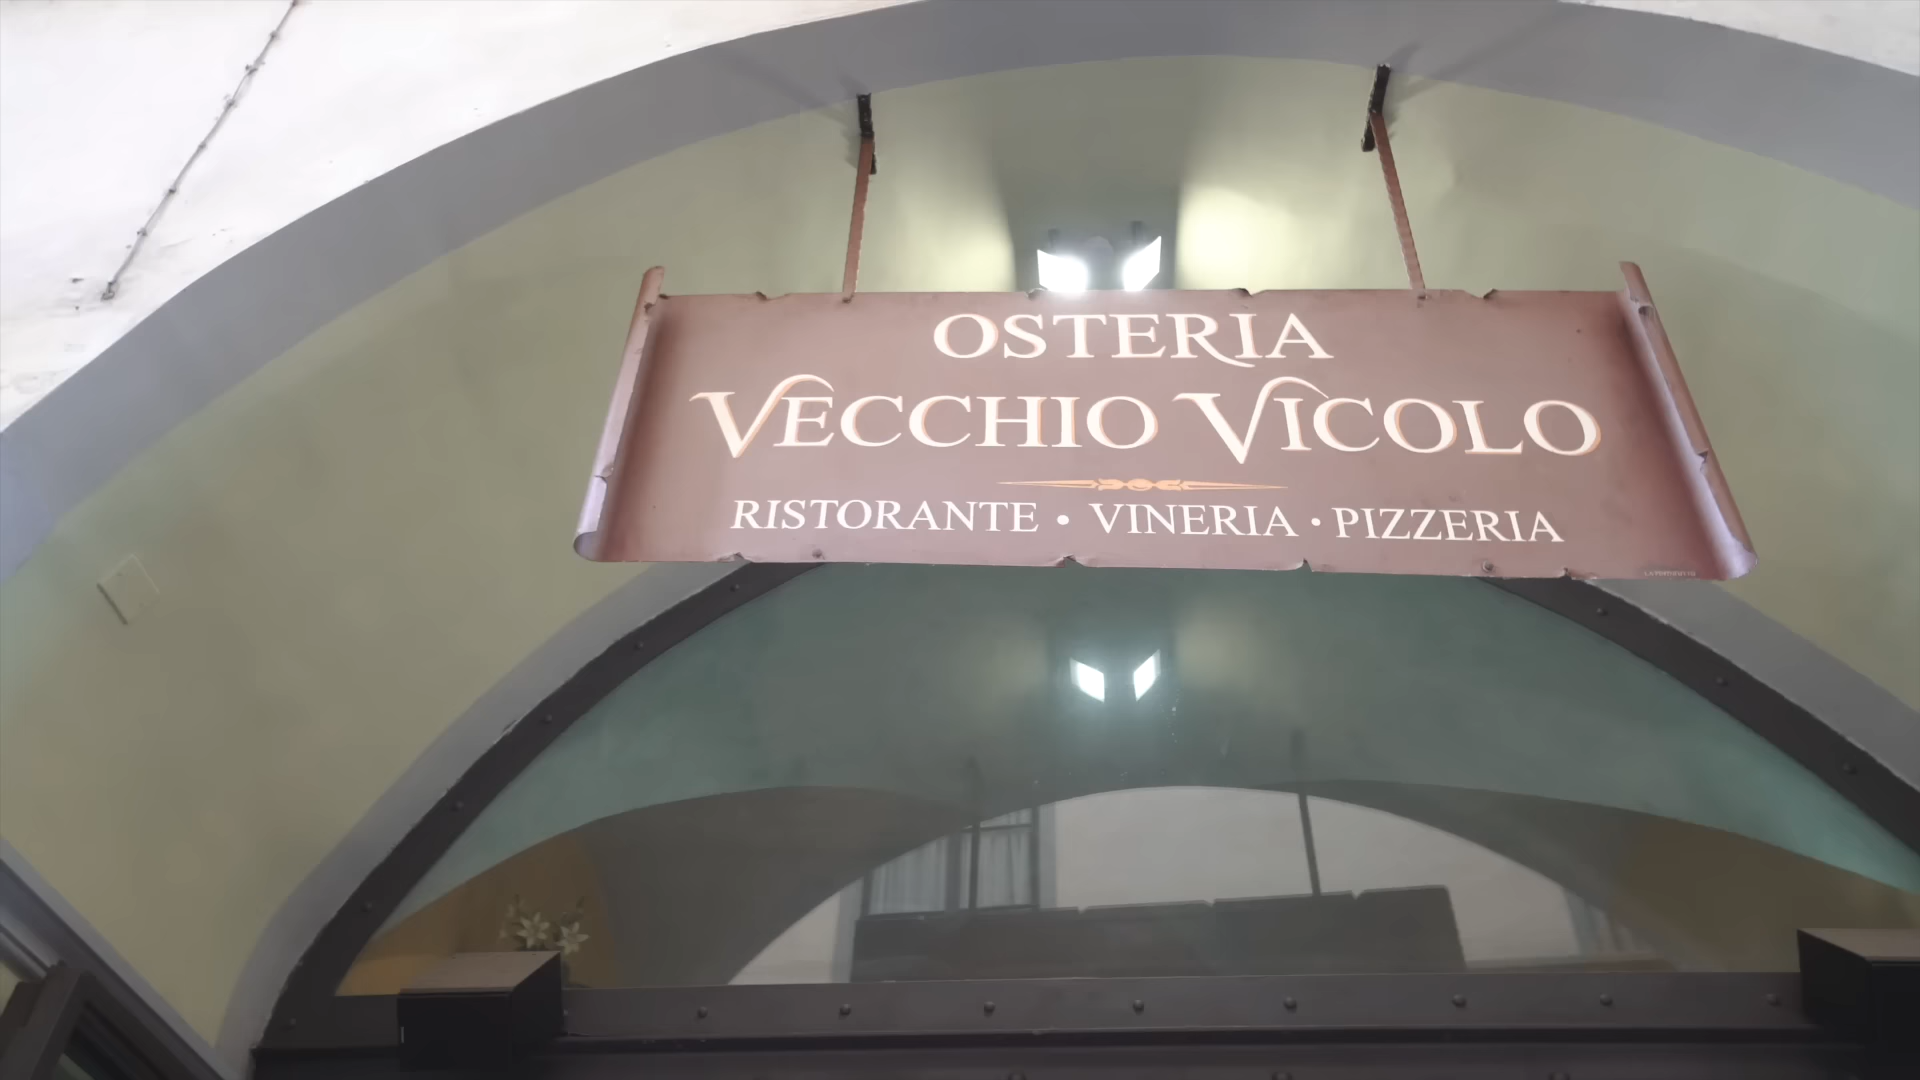 OSTERIA
VECCHIO VICOLO
RISTORANTE • VINERIA • PIZZERIA